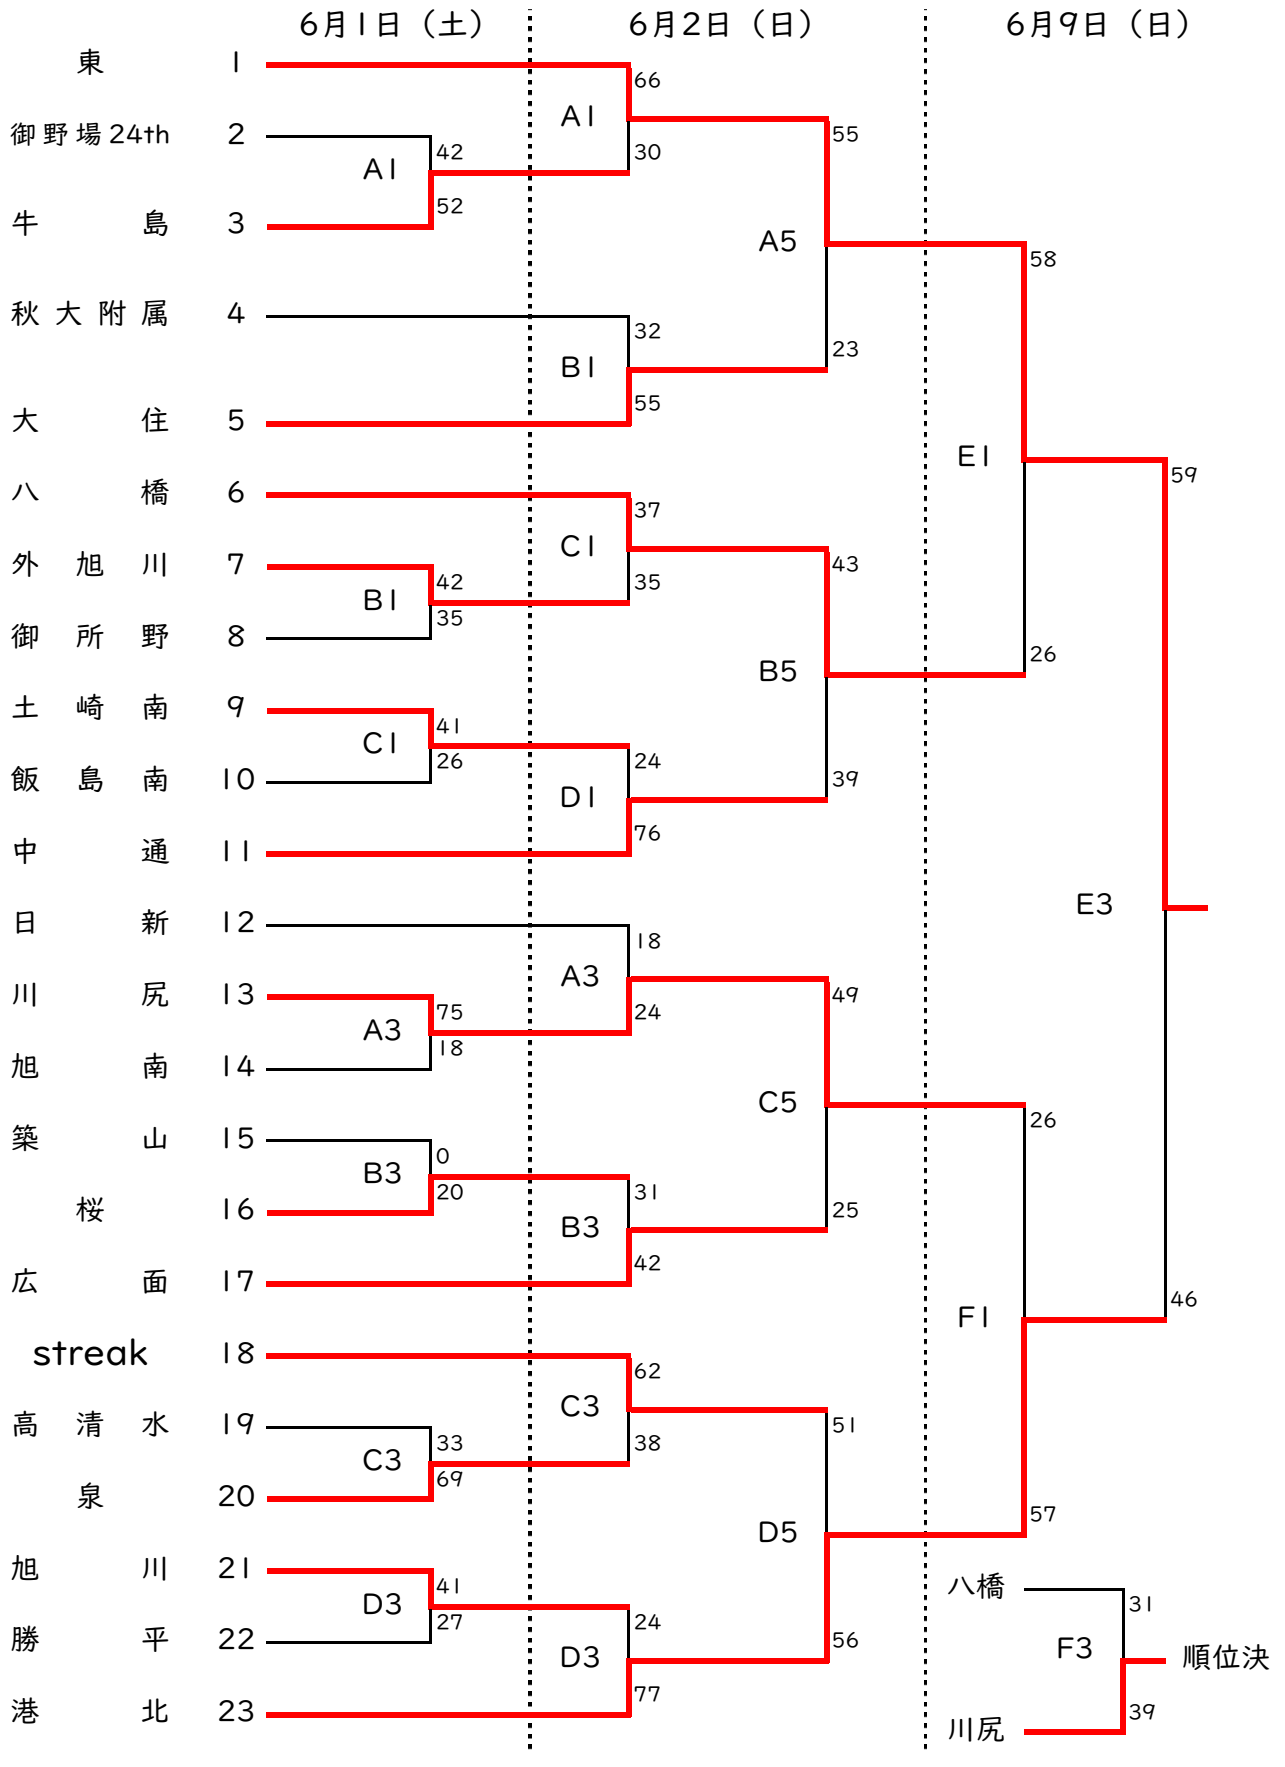 6月1日（土）　6月2日（日）　6月9日（日）
東 1
66
A1
御野場24th 2
42
30
55
A1
52
牛島 3
A5
58
秋大附属 4
32
23
B1
55
大住 5
E1
59
八橋 6
37
C1
43
外旭川 7
42
35
B1
35
御所野 8
26
B5
土崎南 9
41
C1
26
24
39
飯島南 10
D1
76
中通 11
E3
日新 12
18
A3
49
川尻 13
75
24
A3
18
旭南 14
C5
26
築山 15
0
B3
20
31
25
桜 16
B3
42
広面 17
46
F1
streak 18
62
C3
51
高清水 19
33
38
C3
69
泉 20
57
D5
旭川 21
41
D3
27
24
56
勝平 22
D3
77
港北 23
八橋
31
F3
順位決
39
川尻